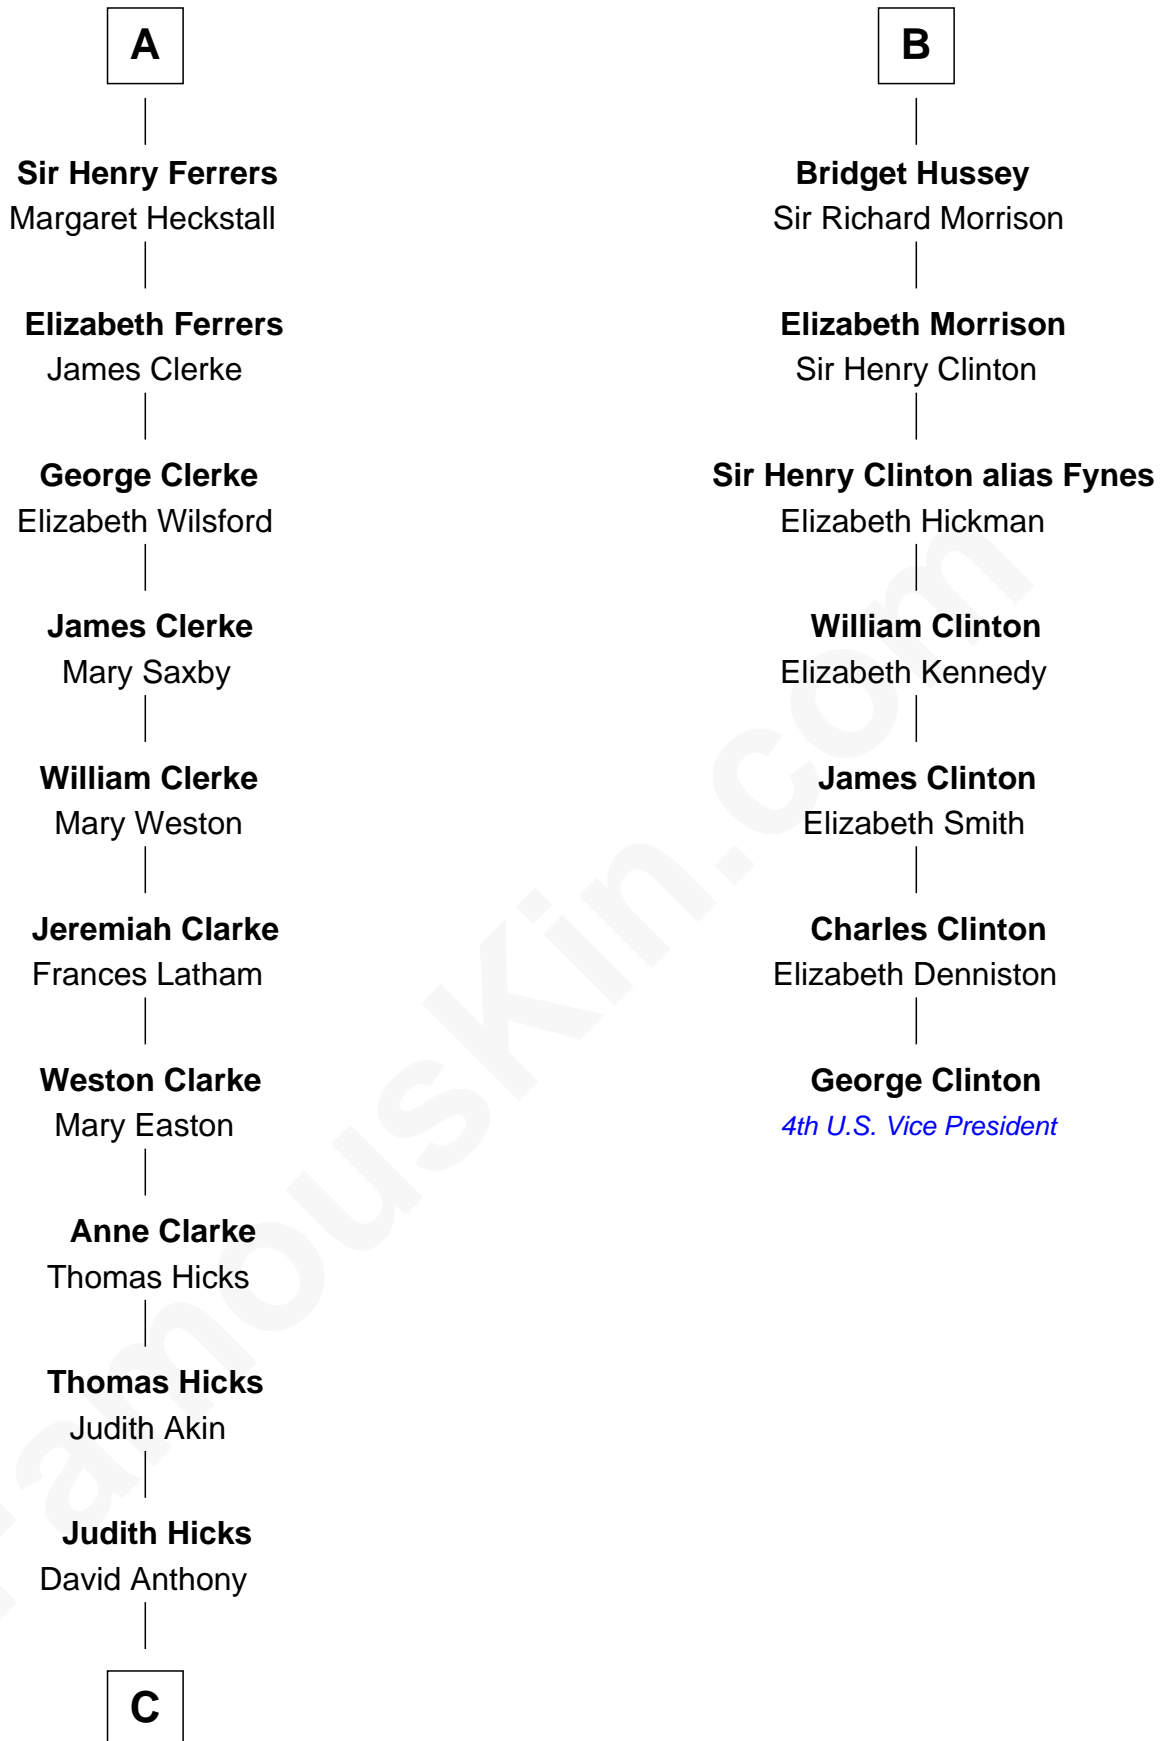 A
Sir Henry Ferrers
Margaret Heckstall
Elizabeth Ferrers
James Clerke
George Clerke
Elizabeth Wilsford
James Clerke
Mary Saxby
William Clerke
Mary Weston
Jeremiah Clarke
Frances Latham
Weston Clarke
Mary Easton
Anne Clarke
Thomas Hicks
Thomas Hicks
Judith Akin
Judith Hicks
David Anthony
C
B
Bridget Hussey
Sir Richard Morrison
Elizabeth Morrison
Sir Henry Clinton
Sir Henry Clinton alias Fynes
Elizabeth Hickman
William Clinton
Elizabeth Kennedy
James Clinton
Elizabeth Smith
Charles Clinton
Elizabeth Denniston
George Clinton
4th U.S. Vice President
FamousKin.com